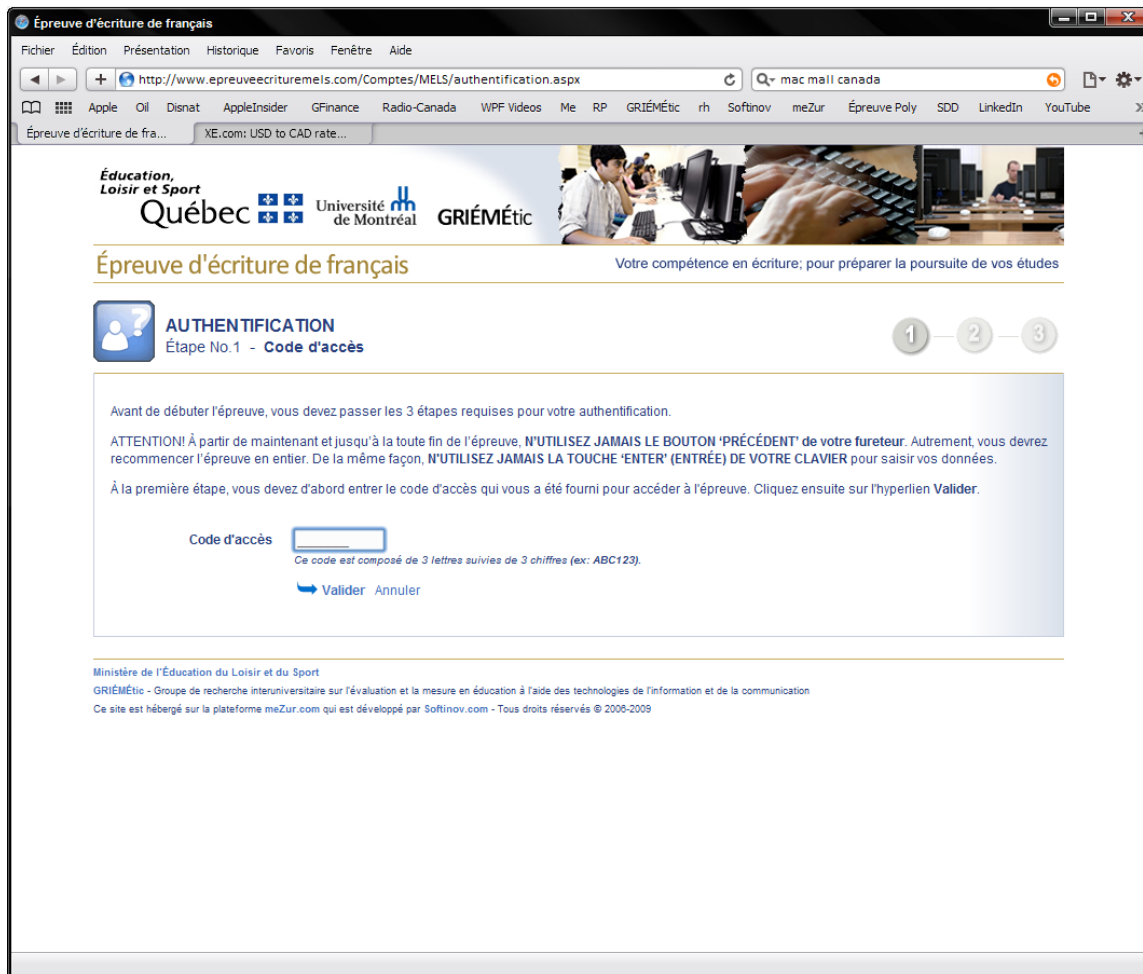 Épreuve d'écriture de français
Fichier Édition Présentation Historique Favoris Fenêtre Aide
http://www.epreuveecrituremels.com/Comptes/MELS/authentification.aspx mac mall canada
Apple Oil Disnat AppleInsider GFinance Radio-Canada WPF Videos Me RP GRIÉMÉtic rh Softinov meZur Épreuve Poly SDD LinkedIn YouTube
Épreuve d'écriture de fra... XE.com: USD to CAD rate...
Éducation,
Loisir et Sport
Québec
Université
de Montréal
GRIÉMÉtic
Épreuve d'écriture de français
Votre compétence en écriture; pour préparer la poursuite de vos études
AUTHENTIFICATION
Étape No.1 - Code d'accès
1 2 3
Avant de débuter l'épreuve, vous devez passer les 3 étapes requises pour votre authentification.
ATTENTION! À partir de maintenant et jusqu'à la toute fin de l'épreuve, N'UTILISEZ JAMAIS LE BOUTON 'PRÉCÉDENT' de votre fureteur. Autrement, vous devrez
recommencer l'épreuve en entier. De la même façon, N'UTILISEZ JAMAIS LA TOUCHE 'ENTER' (ENTRÉE) DE VOTRE CLAVIER pour saisir vos données.
À la première étape, vous devez d'abord entrer le code d'accès qui vous a été fourni pour accéder à l'épreuve. Cliquez ensuite sur l'hyperlien Valider.
Code d'accès
Ce code est composé de 3 lettres suivies de 3 chiffres (ex: ABC123).
Valider Annuler
Ministère de l'Éducation du Loisir et du Sport
GRIÉMÉtic - Groupe de recherche interuniversitaire sur l'évaluation et la mesure en éducation à l'aide des technologies de l'information et de la communication
Ce site est hébergé sur la plateforme meZur.com qui est développé par Softinov.com - Tous droits réservés © 2006-2009